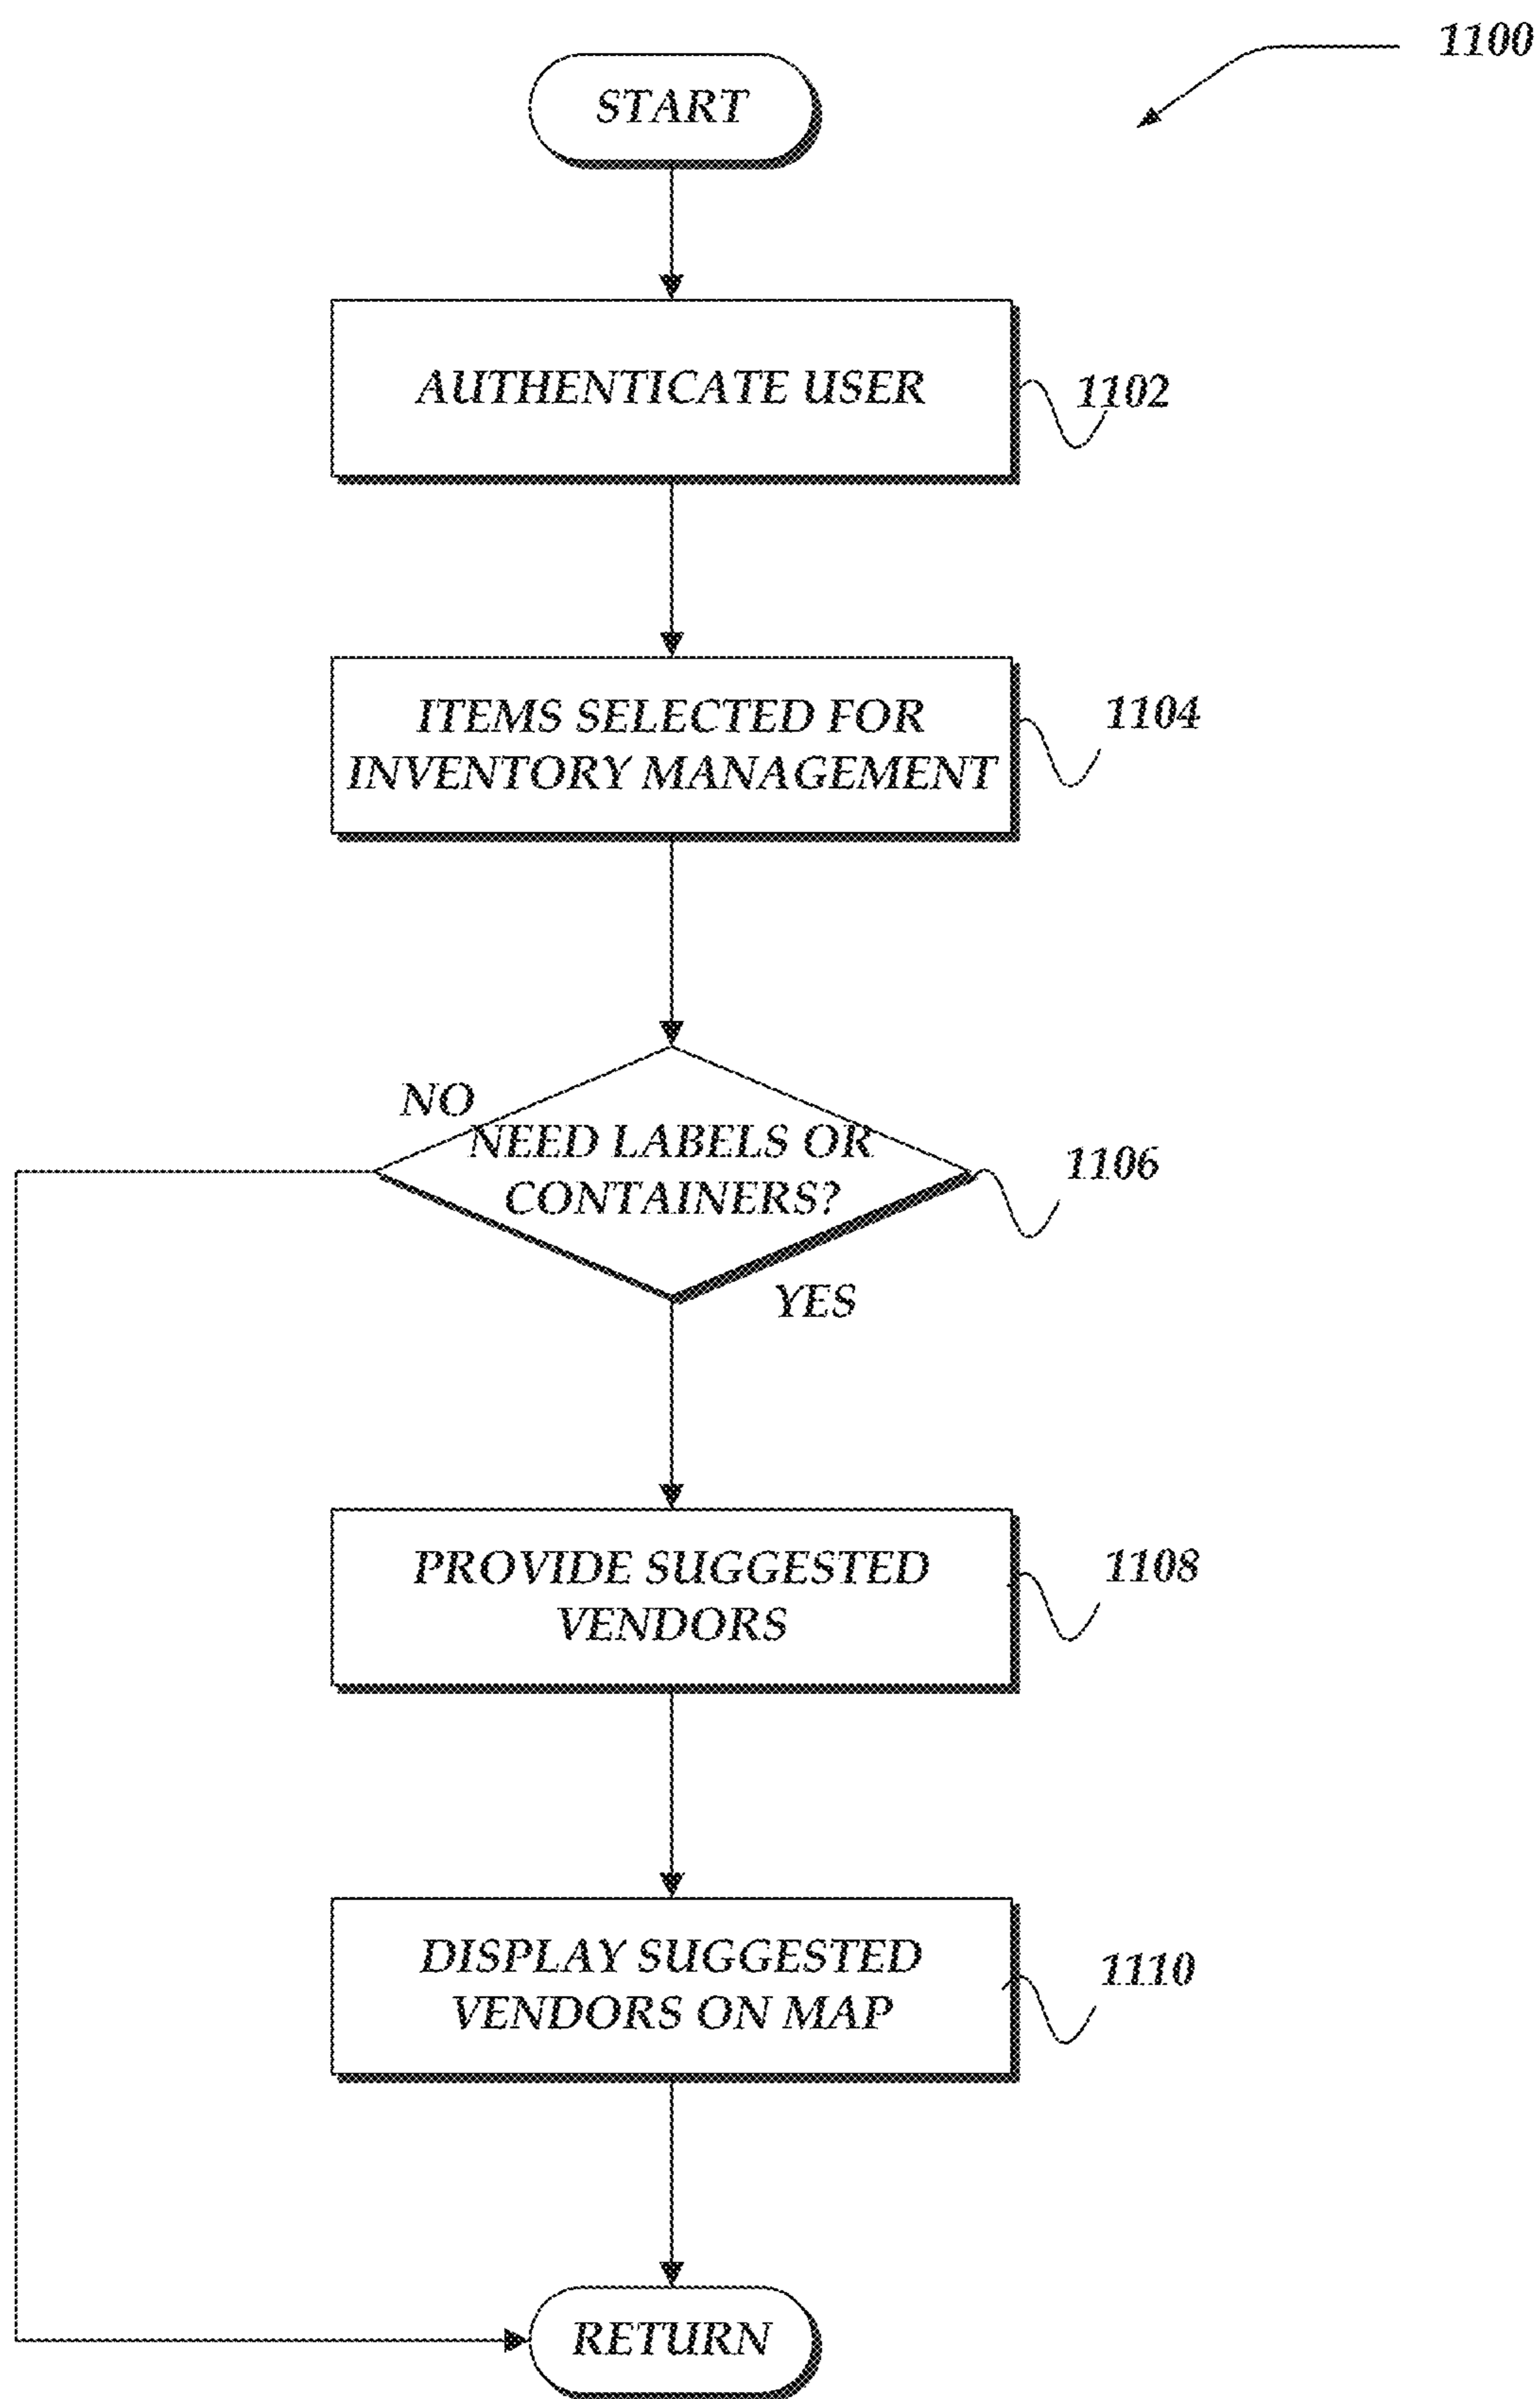 1100
START
AUTHENTICATE USER
1102
ITEMS SELECTED FOR
INVENTORY MANAGEMENT
1104
NO
NEED LABELS OR
CONTAINERS?
1106
YES
PROVIDE SUGGESTED
VENDORS
1108
DISPLAY SUGGESTED
VENDORS ON MAP
1110
RETURN